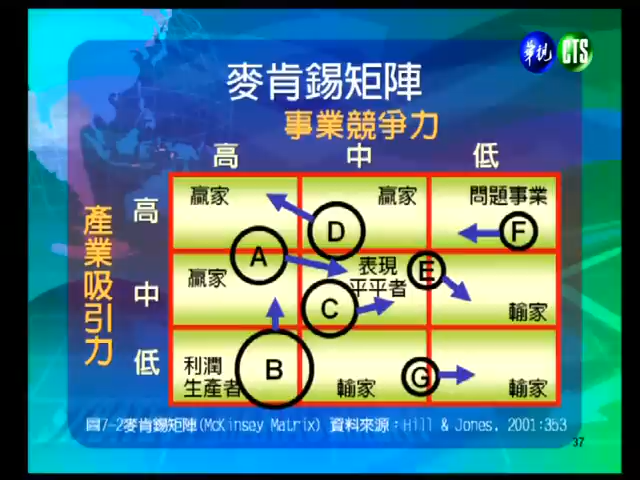 華視 CTS
麥肯錫矩陣
事業競爭力
高 中 低
產業吸引力
高
中
低
贏家 贏家 問題事業
D F
A
贏家 表現
平平者
E
C 輸家
利潤
生產者
B 輸家 G 輸家
圖7-2麥肯錫矩陣(McKinsey Matrix) 資料來源：Hill & Jones, 2001:353
37